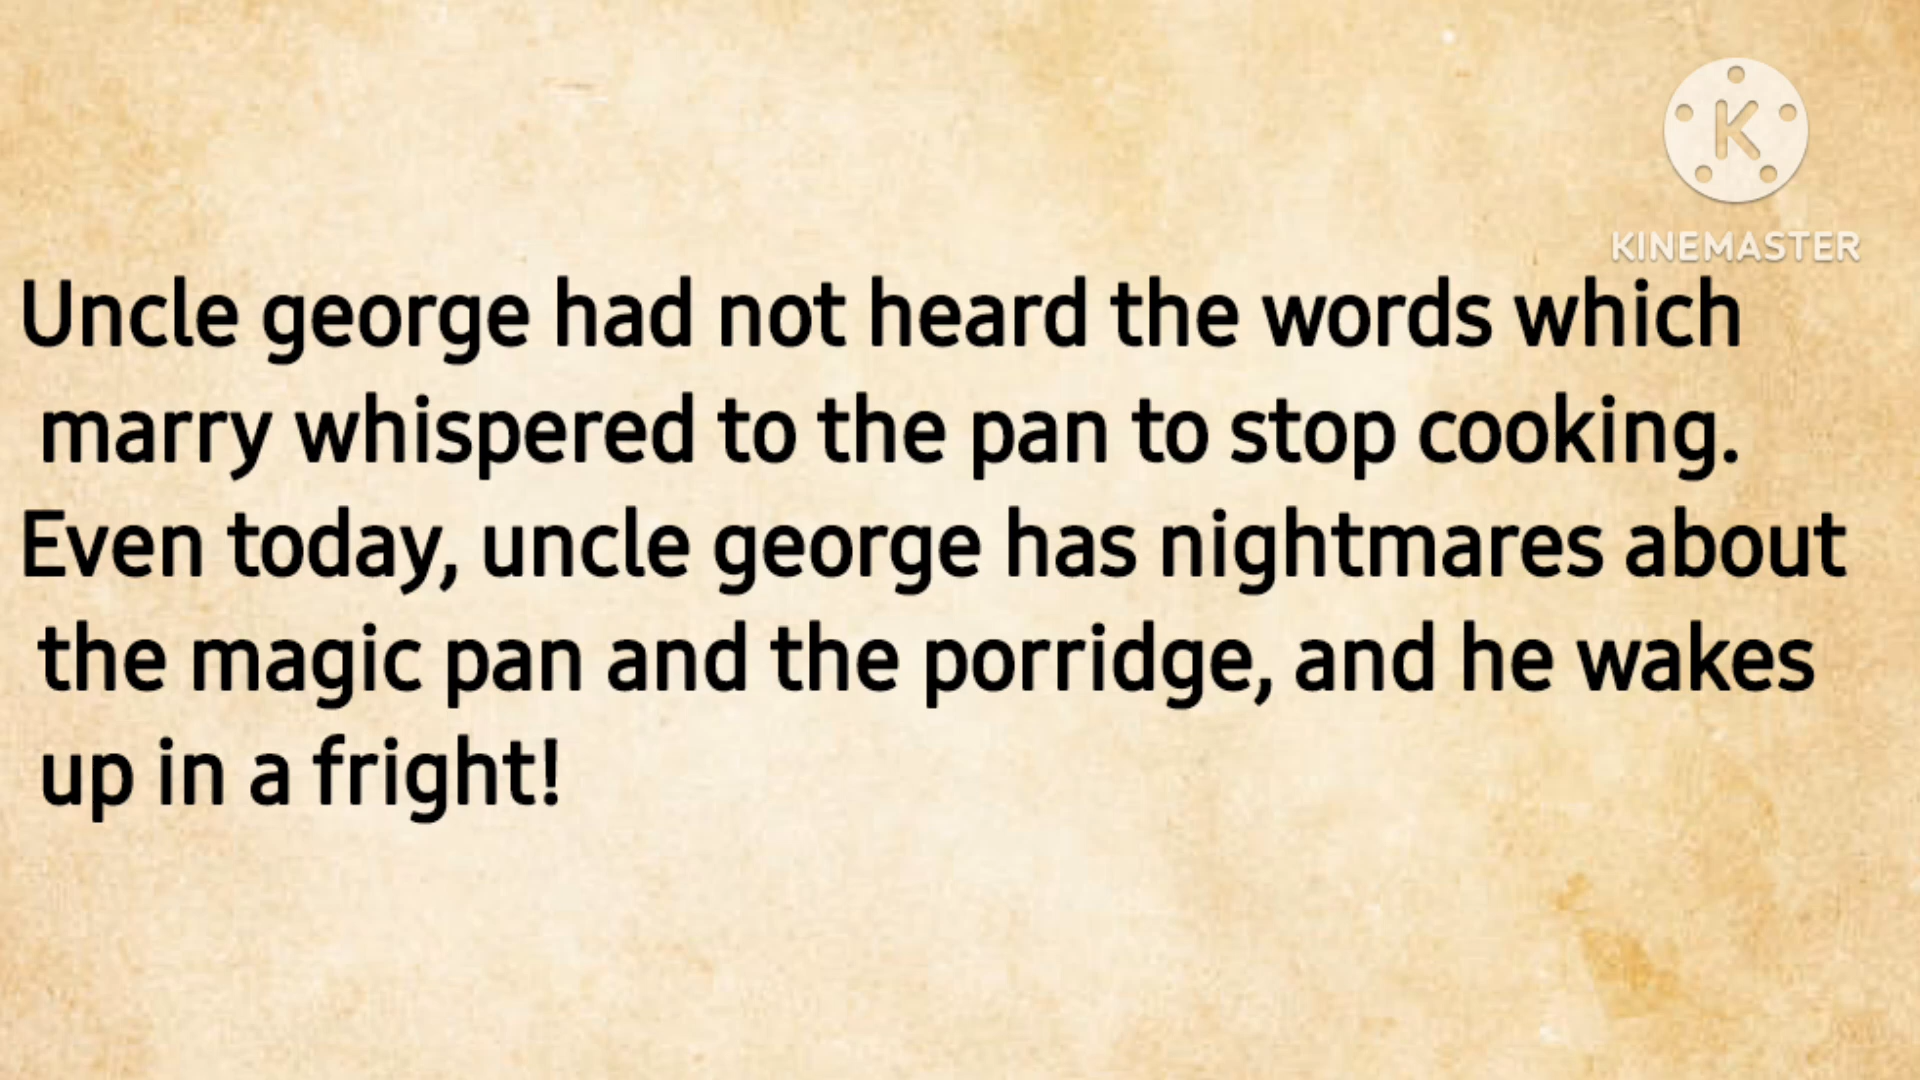 K
KINEMASTER
Uncle george had not heard the words which
marry whispered to the pan to stop cooking.
Even today, uncle george has nightmares about
the magic pan and the porridge, and he wakes
up in a fright!